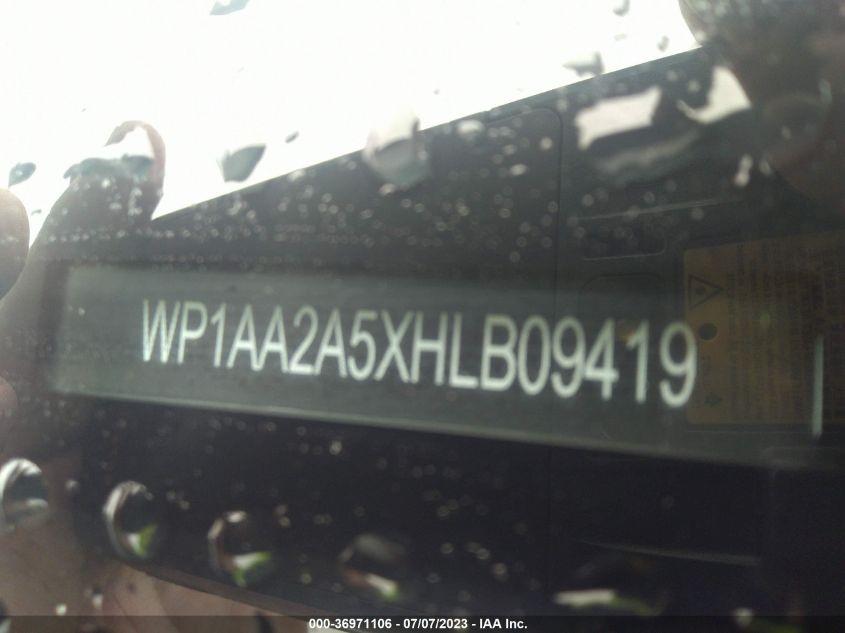 WP1AA2A5XHLB09419
000-36971106 - 07/07/2023 - IAA Inc.